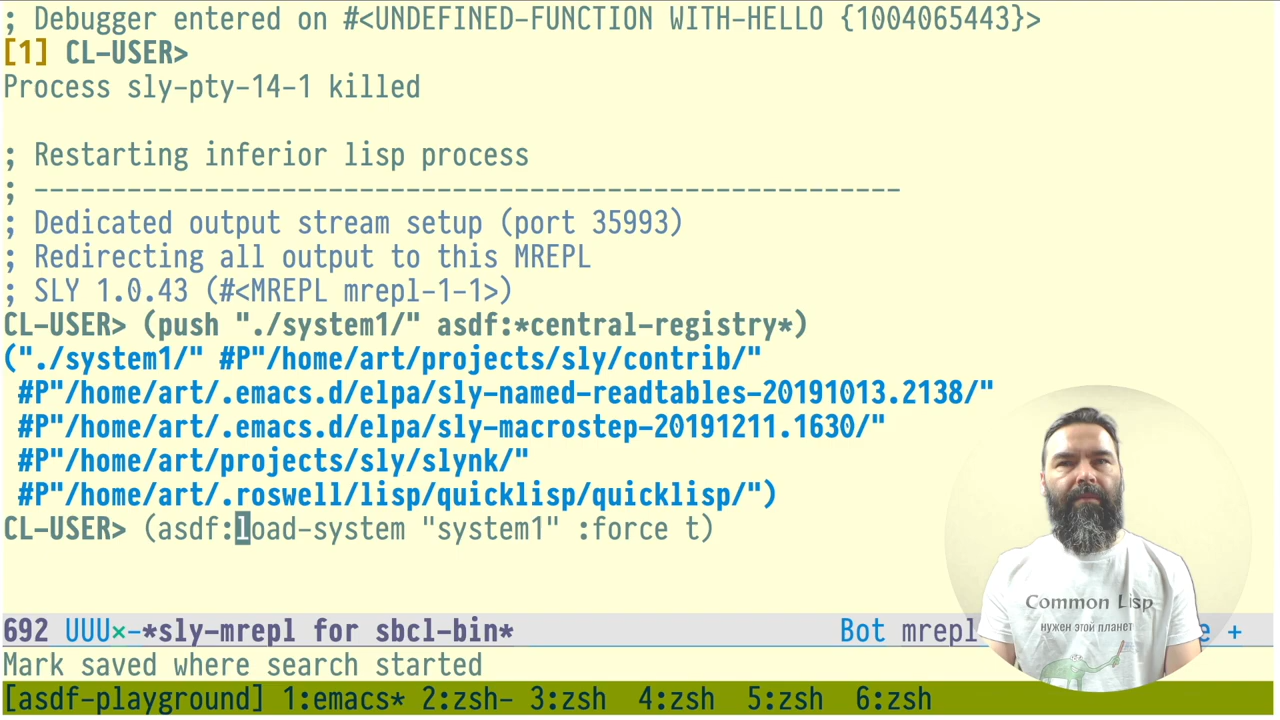 ; Debugger entered on #<UNDEFINED-FUNCTION WITH-HELLO {1004065443}>
[1] CL-USER>
Process sly-pty-14-1 killed
; Restarting inferior lisp process
; --------------------------------------------------------
; Dedicated output stream setup (port 35993)
; Redirecting all output to this MREPL
; SLY 1.0.43 (#<MREPL mrepl-1-1>)
CL-USER> (push "./system1/" asdf:*central-registry*)
("./system1/" #P"/home/art/projects/sly/contrib/"
#P"/home/art/.emacs.d/elpa/sly-named-readtables-20191013.2138/"
#P"/home/art/.emacs.d/elpa/sly-macrostep-20191211.1630/"
#P"/home/art/projects/sly/slynk/"
#P"/home/art/.roswell/lisp/quicklisp/quicklisp/")
CL-USER> (asdf:load-system "system1" :force t)
Common Lisp
нужен этой планет
692 UUU×-*sly-mrepl for sbcl-bin* Bot mrepl e +
Mark saved where search started
[asdf-playground] 1:emacs* 2:zsh- 3:zsh 4:zsh 5:zsh 6:zsh